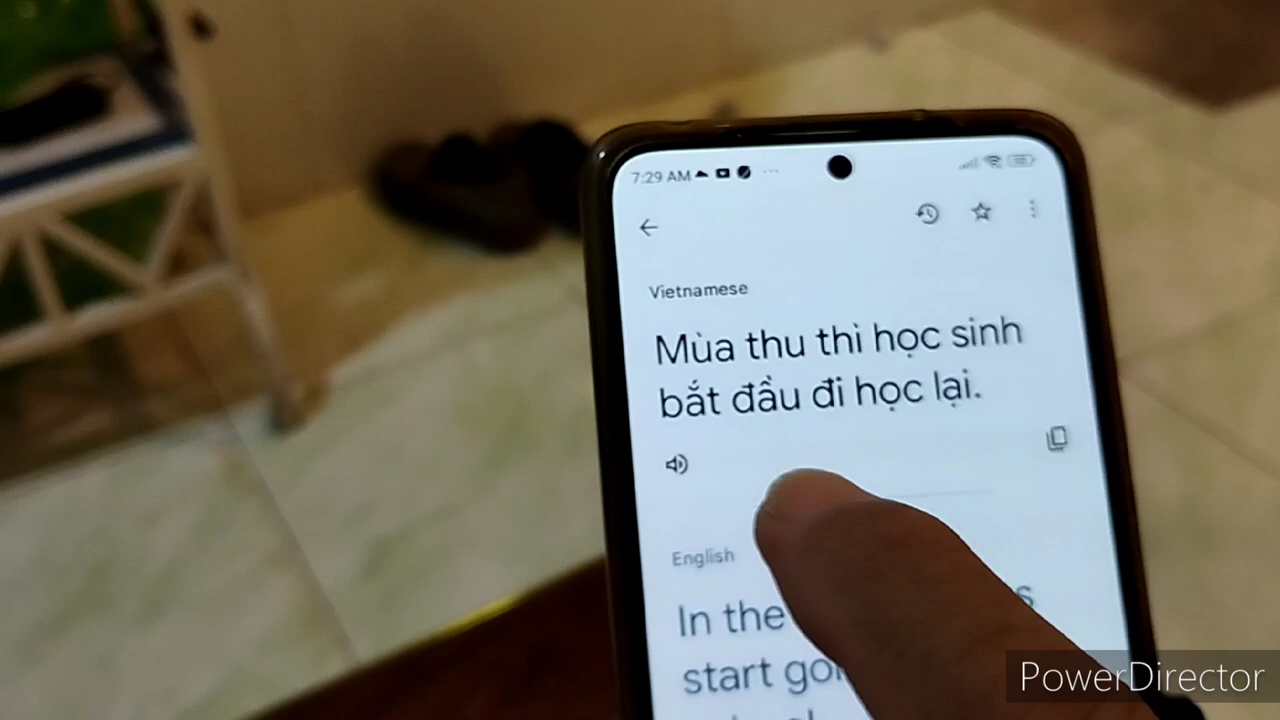 7:29 AM
Vietnamese
Mùa thu thì học sinh
bắt đầu đi học lại.
English
In the
start
PowerDirector